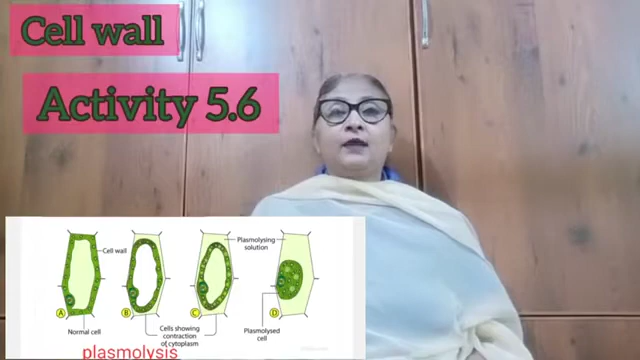 Cell wall
Activity 5.6
Cell wall
Plasmolysing
solution
A
B
C
D
Normal cell
Cells showing
contraction
of cytoplasm
Plasmolysed
cell
plasmolysis